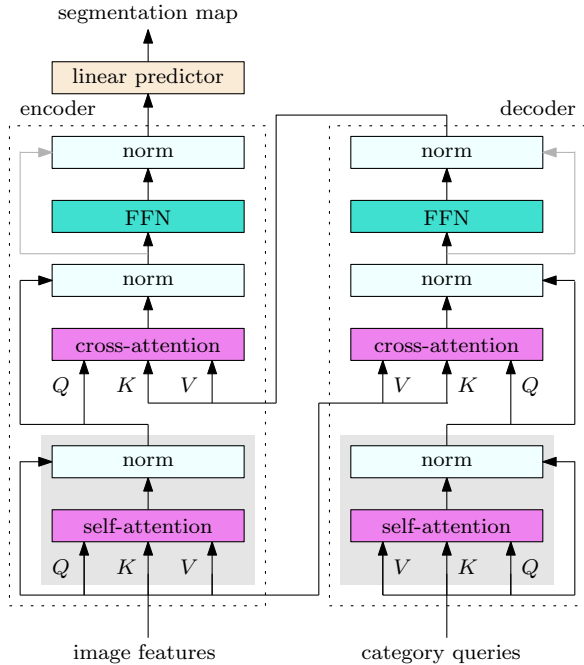 segmentation map
linear predictor
encoder
decoder
norm
norm
FFN
FFN
norm
norm
cross-attention
cross-attention
Q K V
V K Q
norm
norm
self-attention
self-attention
Q K V
V K Q
image features
category queries